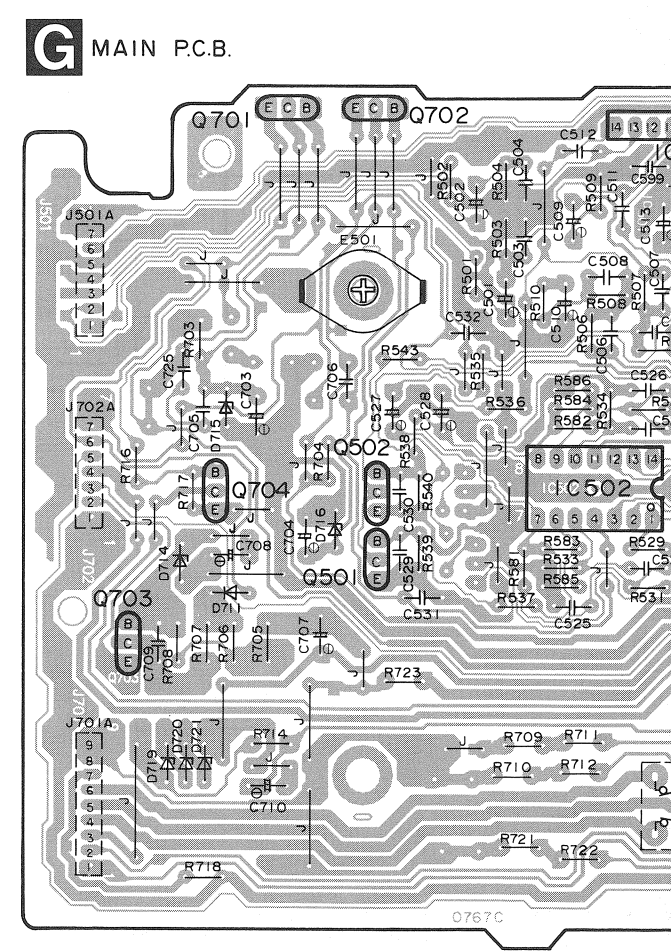 G MAIN P.C.B.
Q701 E C B E C B Q702
C512
14 13 12
R502 C502 R504 C504 R509 C511 C599
J J J J J J J
R503 C503 C509 C513
J501 J501A
7
6
5
4
3
2
1
E501
J
J
J
R501 C501 R510 C510 C508 R508 R507 C507
C532 R506 C506
R703 C725
C706 R543
R535 J R536
R586 C526
R584 R534
R582
J702A
7
6
5
4
3
2
1
J C705 D715 C703
C527 C528
R716
R717
B
C
E
Q704
J R704
Q502
R538
B
C
E
C530 R540
J
J
8 9 10 11 12 13 14
IC502
7 6 5 4 3 2 1
J J
J
C708
J
C704 D716
D714
D711
Q501
B
C
E
C529 R539
C531
R583
R533
R585
R529
R531
R537
C525
J
J702
Q703
B
C
E
C709 R708 R707 R706 R705
C707
J R723
J701A
9
8
7
6
5
4
3
2
1
D719 D720 D721
J
J
J
R714
J
C710
J
R718
J R709 R711
R710 R712
R721
R722
0767C